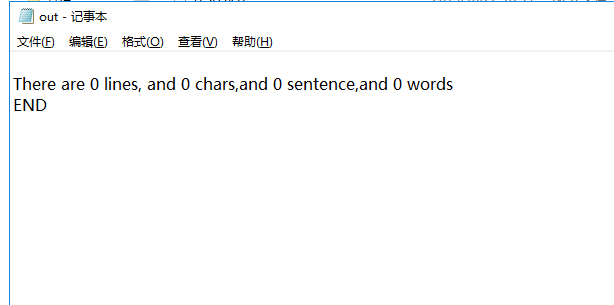 out - 记事本
文件(F) 编辑(E) 格式(O) 查看(V) 帮助(H)
There are 0 lines, and 0 chars,and 0 sentence,and 0 words
END